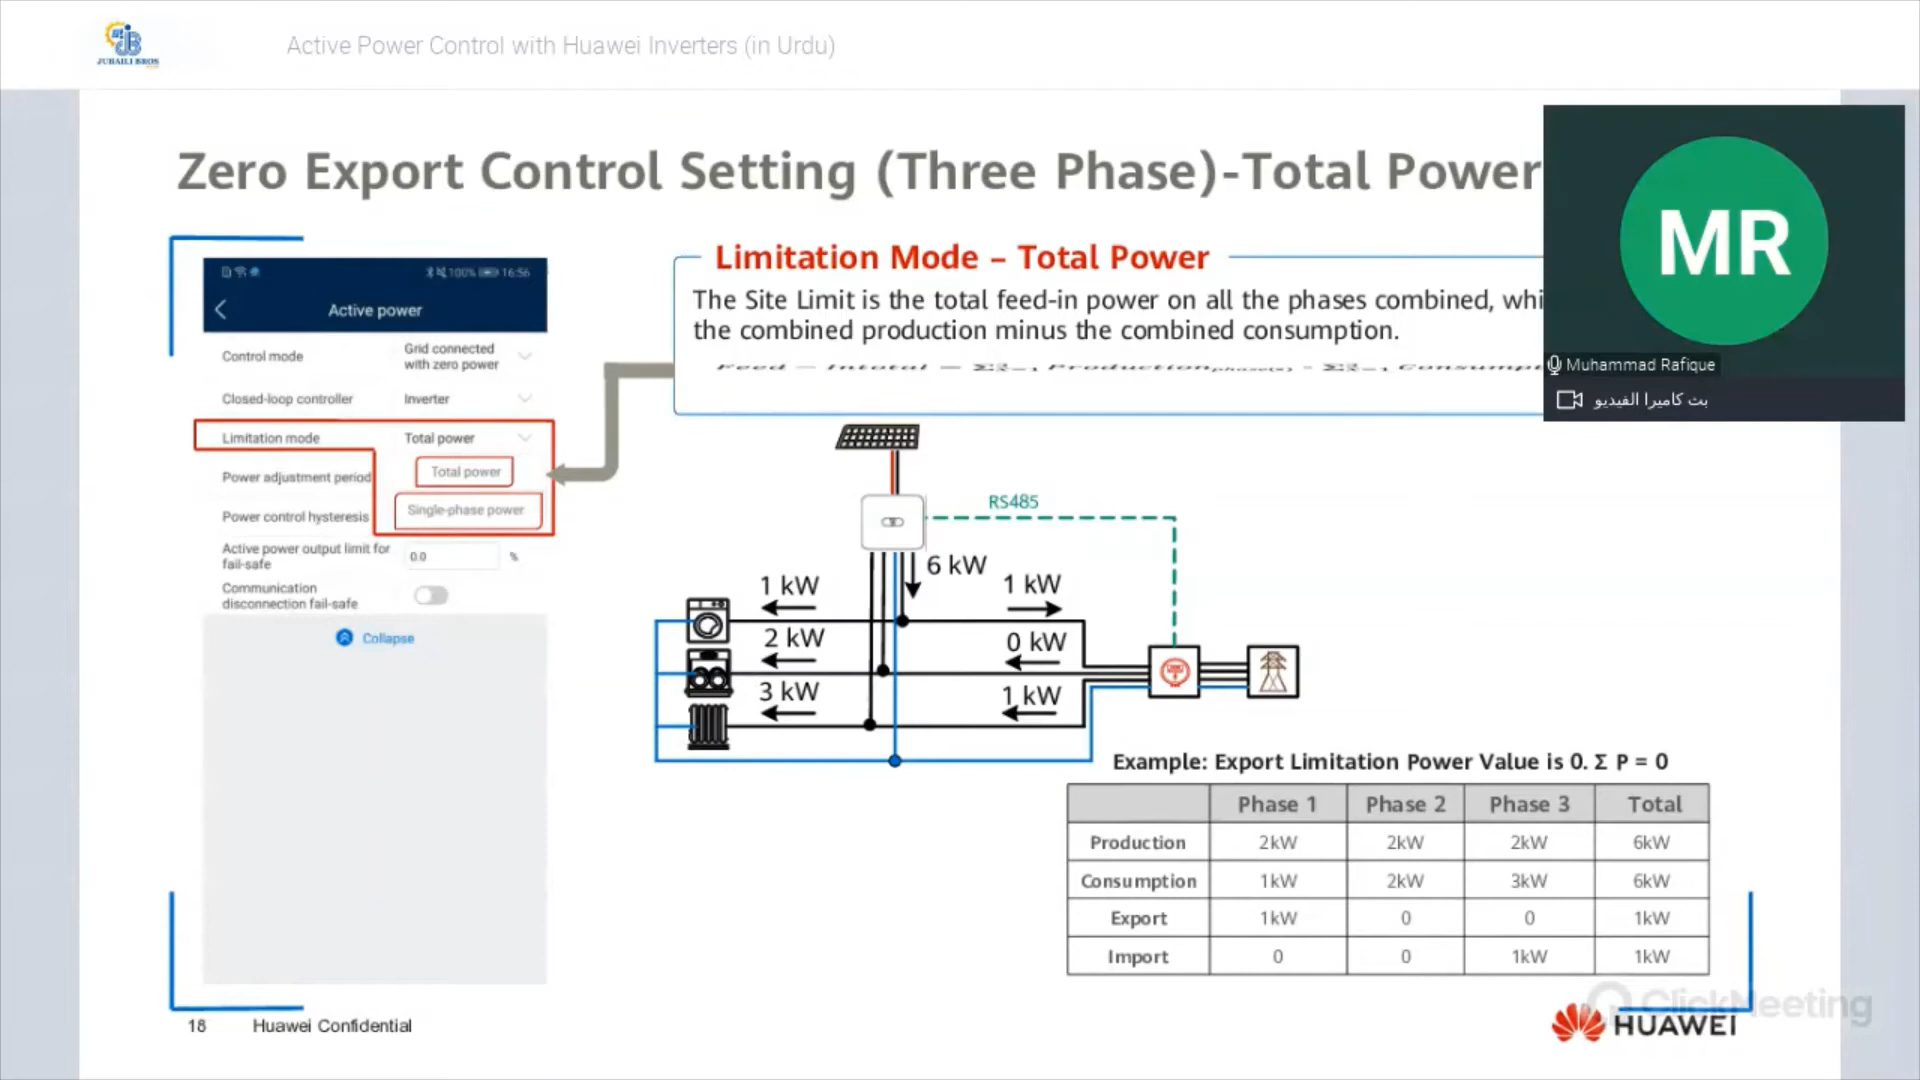 JUBAILI BROS
Active Power Control with Huawei Inverters (in Urdu)
Zero Export Control Setting (Three Phase)-Total Power
MR
Muhammad Rafique
بث كاميرا الفيديو
100% 16:56
Active power
Control mode
Grid connected
with zero power
Closed-loop controller
Inverter
Limitation mode
Total power
Total power
Power adjustment period
Single-phase power
Power control hysteresis
Active power output limit for
fail-safe
0.0
%
Communication
disconnection fail-safe
Collapse
Limitation Mode – Total Power
The Site Limit is the total feed-in power on all the phases combined, whi
the combined production minus the combined consumption.
RS485
6 kW
1 kW
1 kW
2 kW
0 kW
3 kW
1 kW
Example: Export Limitation Power Value is 0. Σ P = 0
Phase 1 Phase 2 Phase 3 Total
Production 2kW 2kW 2kW 6kW
Consumption 1kW 2kW 3kW 6kW
Export 1kW 0 0 1kW
Import 0 0 1kW 1kW
18 Huawei Confidential
ClickMeeting
HUAWEI